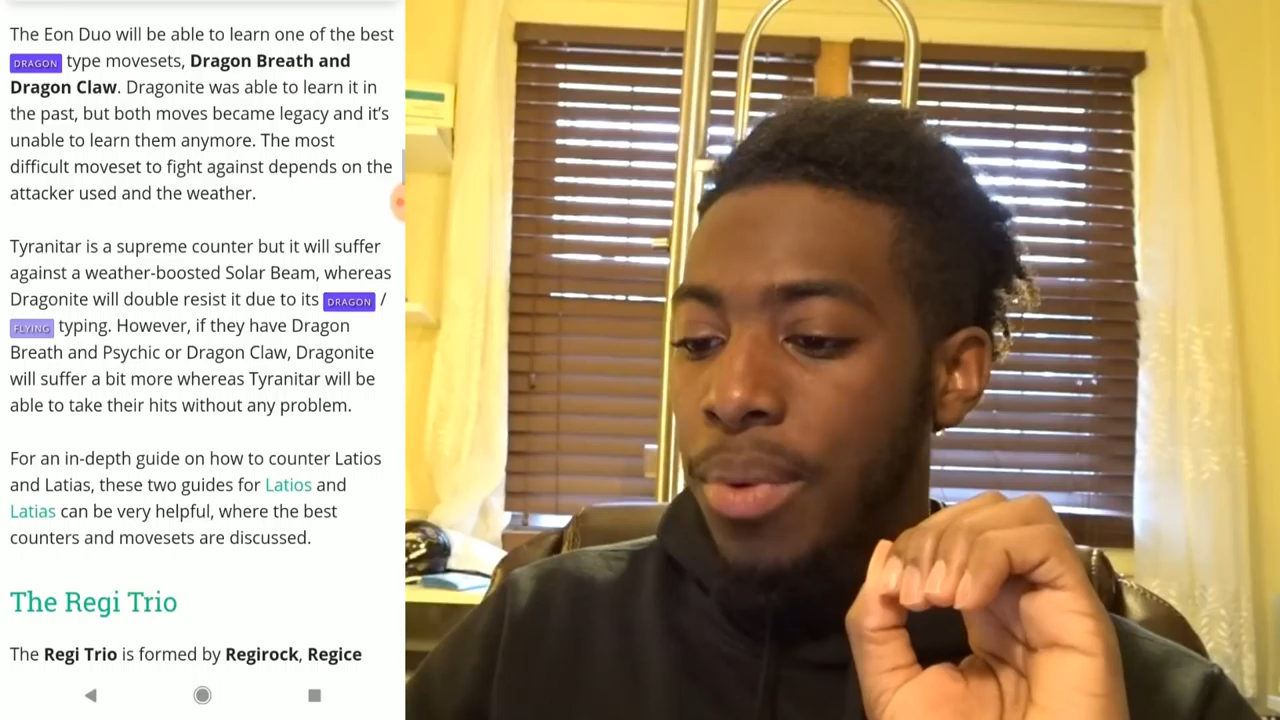 The Eon Duo will be able to learn one of the best
DRAGON type movesets, Dragon Breath and
Dragon Claw. Dragonite was able to learn it in
the past, but both moves became legacy and it's
unable to learn them anymore. The most
difficult moveset to fight against depends on the
attacker used and the weather.
Tyranitar is a supreme counter but it will suffer
against a weather-boosted Solar Beam, whereas
Dragonite will double resist it due to its DRAGON /
FLYING typing. However, if they have Dragon
Breath and Psychic or Dragon Claw, Dragonite
will suffer a bit more whereas Tyranitar will be
able to take their hits without any problem.
For an in-depth guide on how to counter Latios
and Latias, these two guides for Latios and
Latias can be very helpful, where the best
counters and movesets are discussed.
The Regi Trio
The Regi Trio is formed by Regirock, Regice